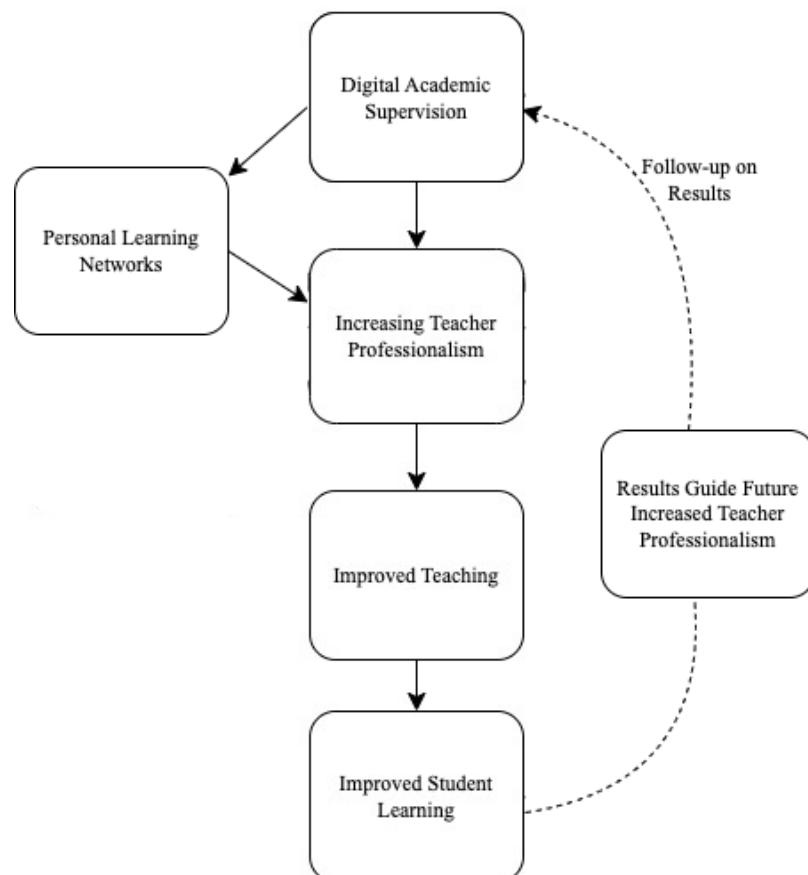 Digital Academic
Supervision
Follow-up on
Results
Personal Learning
Networks
Increasing Teacher
Professionalism
Results Guide Future
Increased Teacher
Professionalism
Improved Teaching
Improved Student
Learning